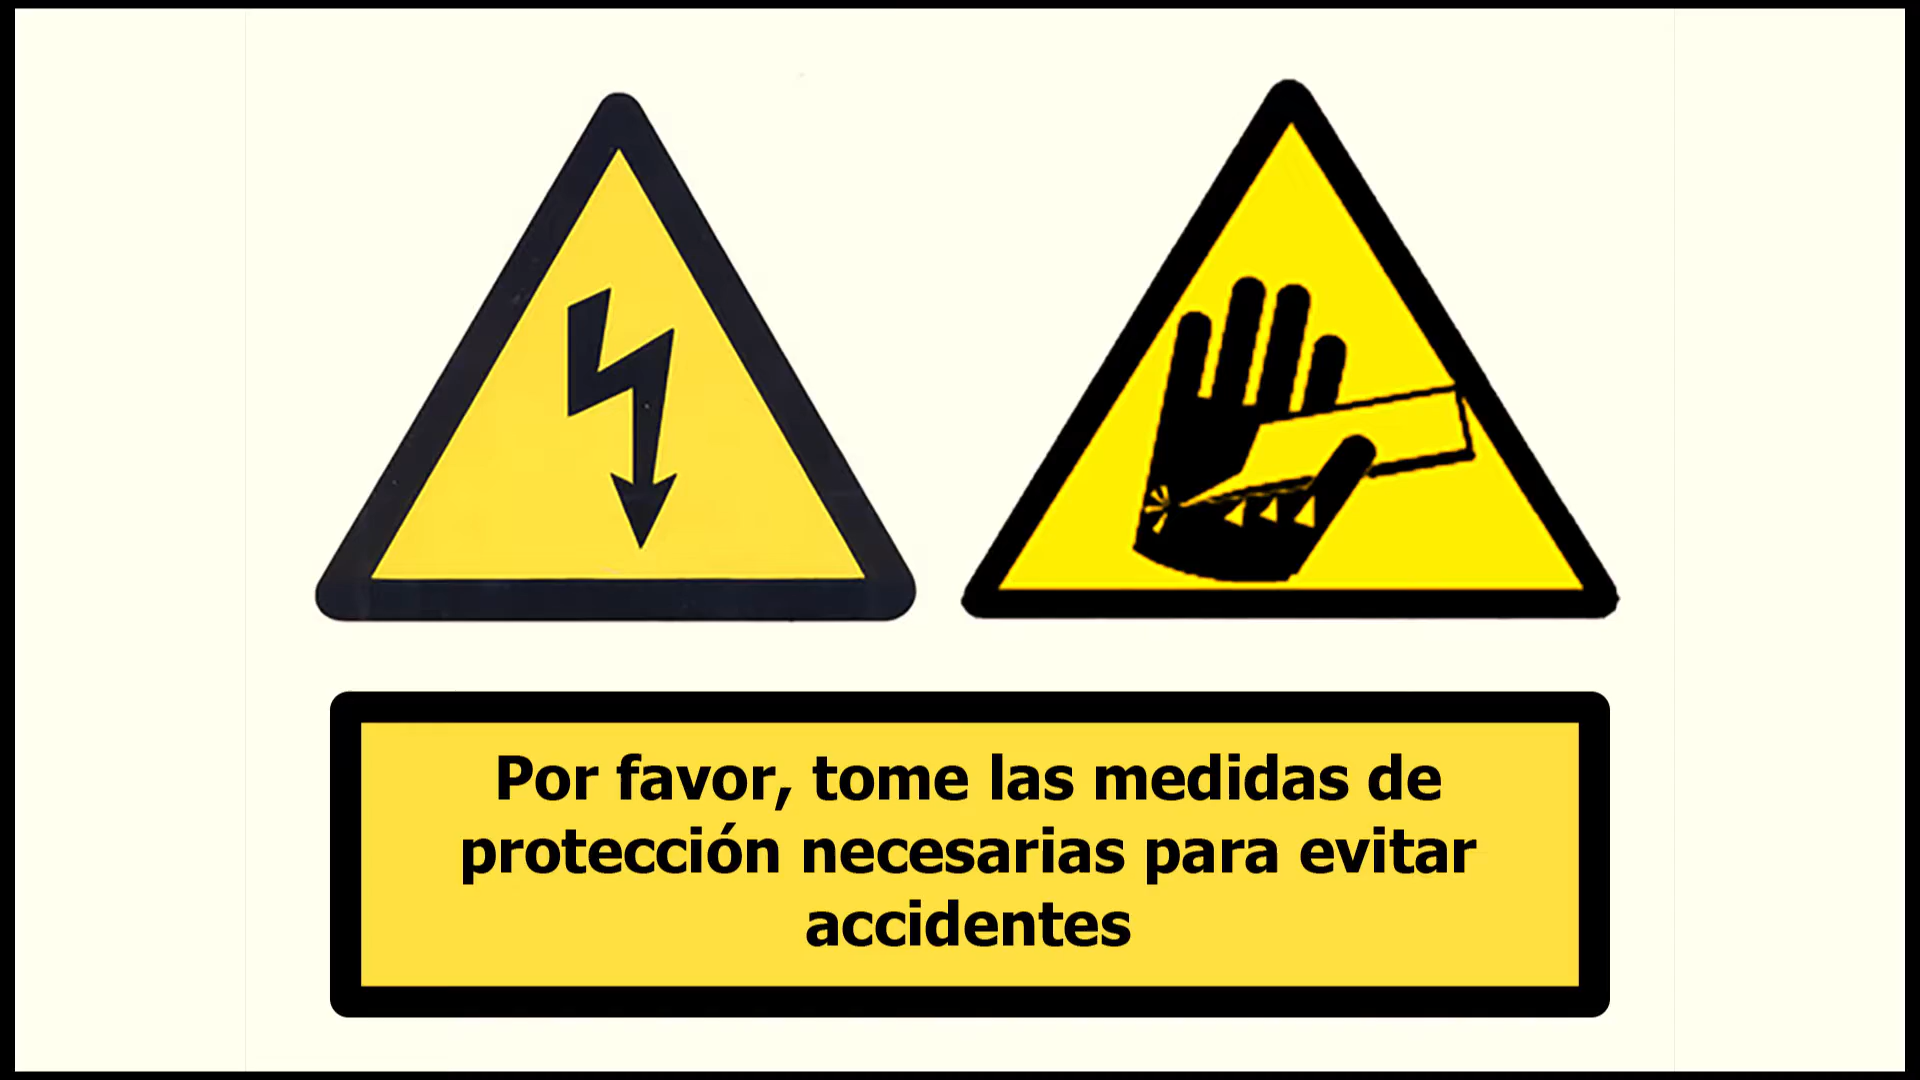 Por favor, tome las medidas de
protección necesarias para evitar
accidentes